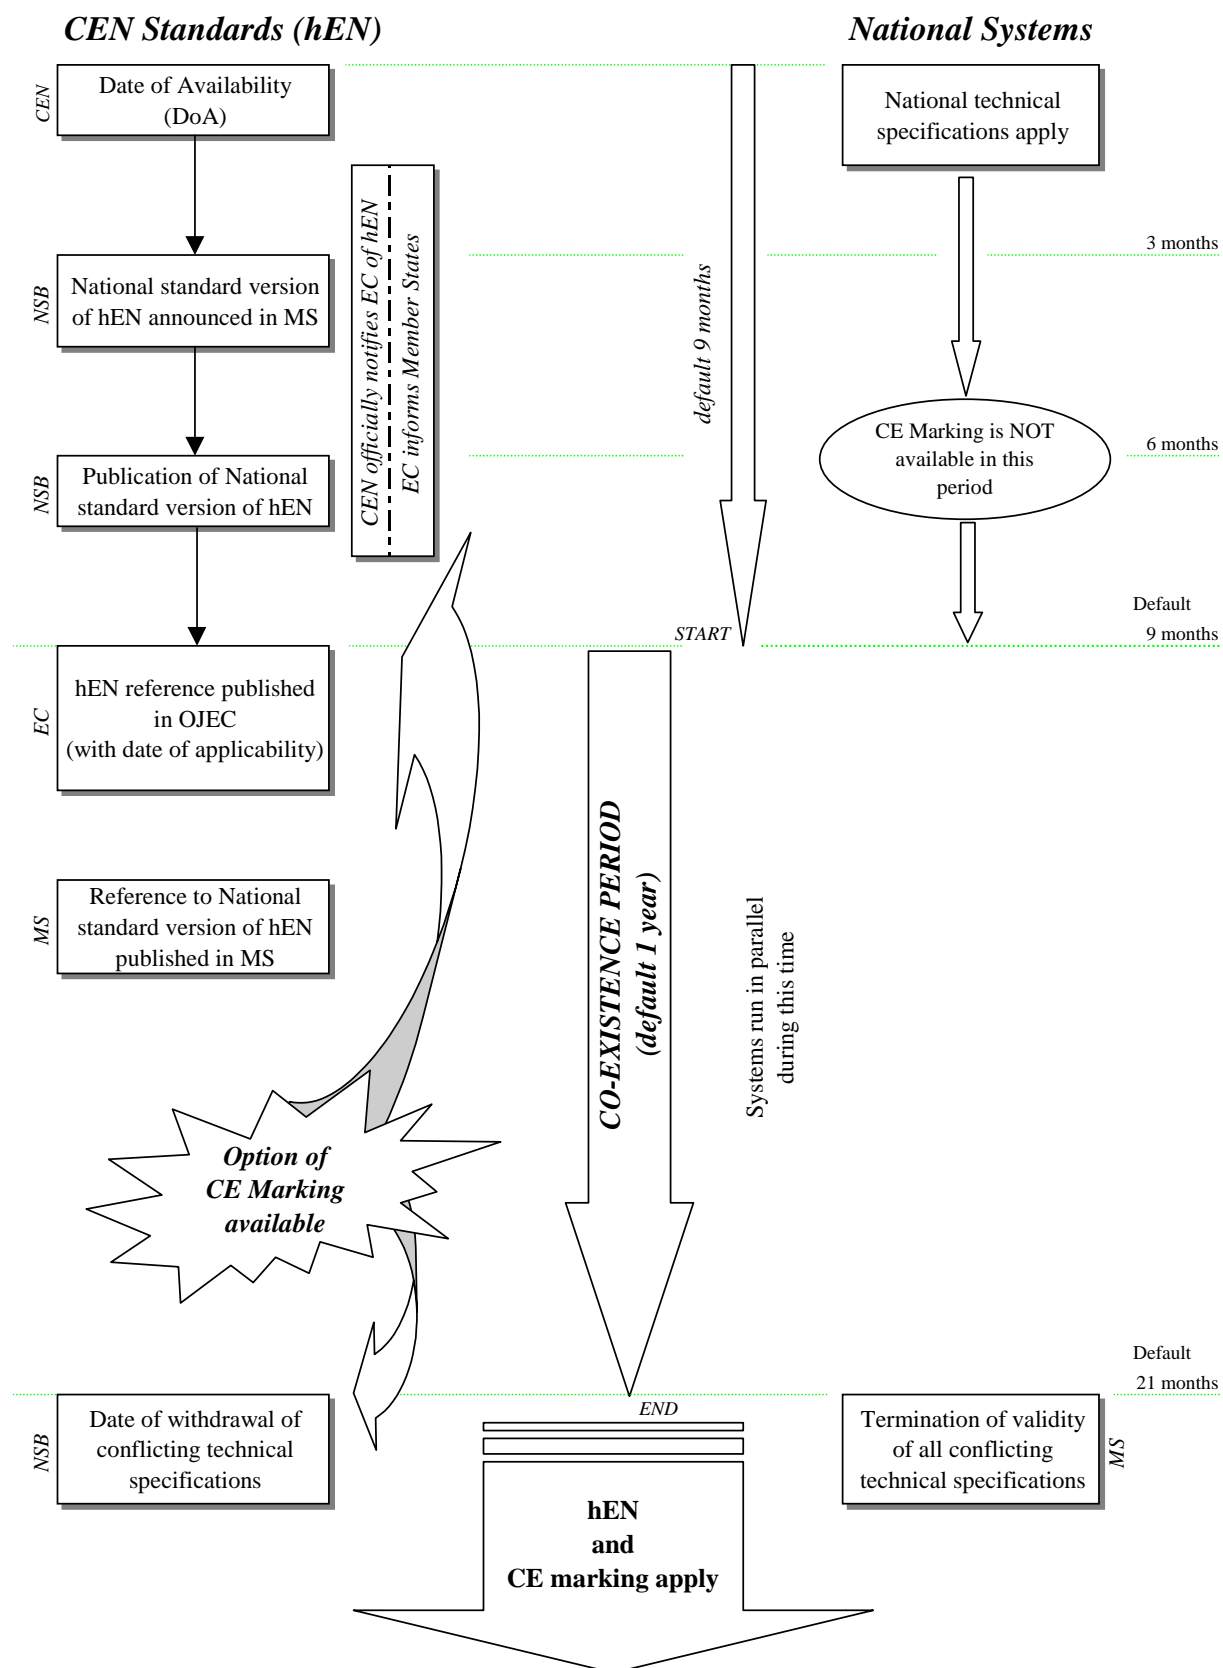 CEN Standards (hEN)
National Systems
CEN
Date of Availability
(DoA)
National technical
specifications apply
3 months
NSB
National standard version
of hEN announced in MS
CEN officially notifies EC of hEN
EC informs Member States
default 9 months
CE Marking is NOT
available in this
period
6 months
NSB
Publication of National
standard version of hEN
START
Default
9 months
EC
hEN reference published
in OJEC
(with date of applicability)
MS
Reference to National
standard version of hEN
published in MS
CO-EXISTENCE PERIOD
(default 1 year)
Systems run in parallel
during this time
Option of
CE Marking
available
Default
21 months
END
NSB
Date of withdrawal of
conflicting technical
specifications
Termination of validity
of all conflicting
technical specifications
MS
hEN
and
CE marking apply